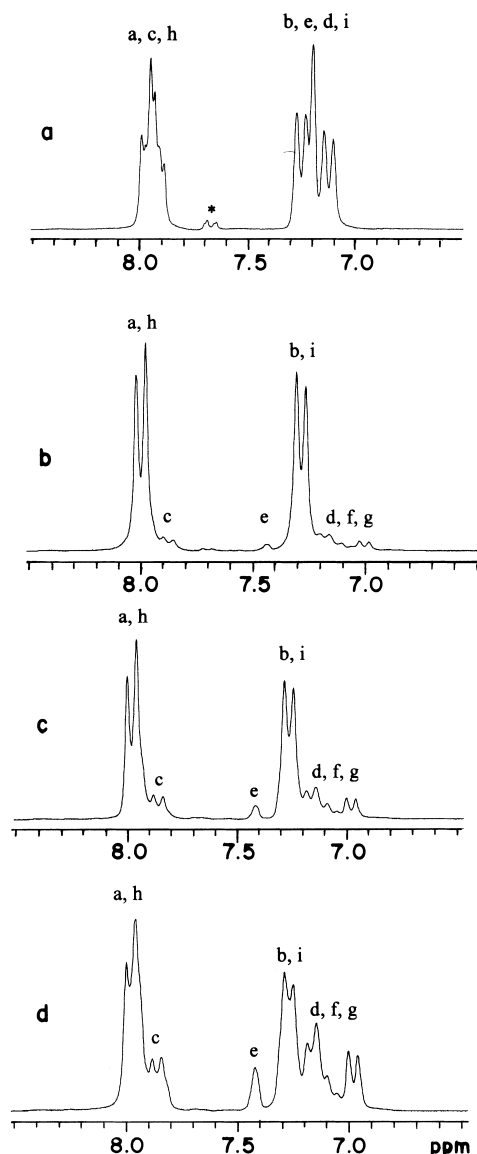 a, c, h
b, e, d, i
a
*
8.0 7.5 7.0
a, h
b, i
b
c
e
d, f, g
8.0 7.5 7.0
a, h
b, i
c
c
e
d, f, g
8.0 7.5 7.0
a, h
b, i
d
c
e
d, f, g
8.0 7.5 7.0 ppm